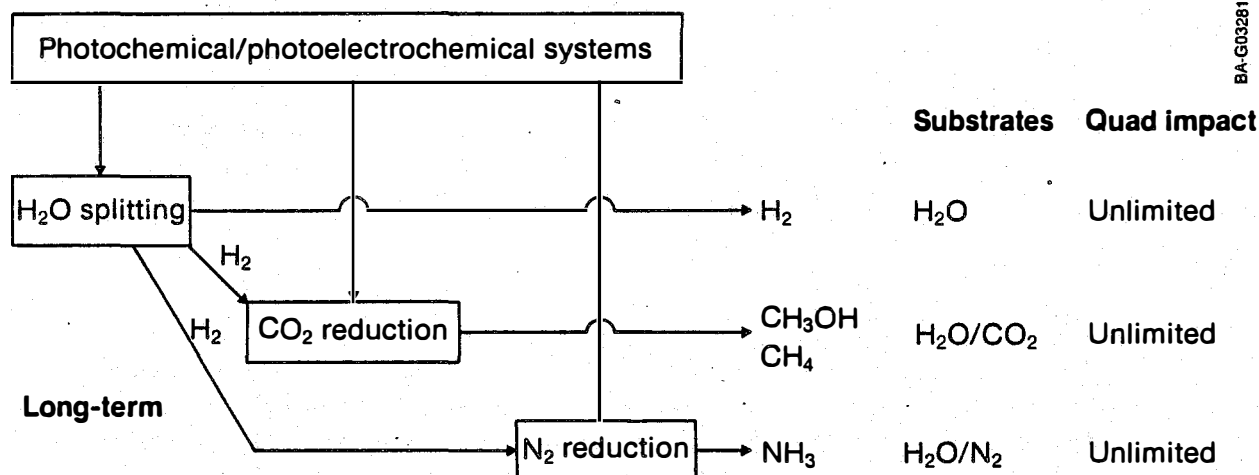 BA-G03281
Photochemical/photoelectrochemical systems
Substrates Quad impact
H₂O splitting H₂ H₂O Unlimited
H₂
CO₂ reduction CH₃OH H₂O/CO₂ Unlimited
H₂
CH₄
Long-term
N₂ reduction NH₃ H₂O/N₂ Unlimited